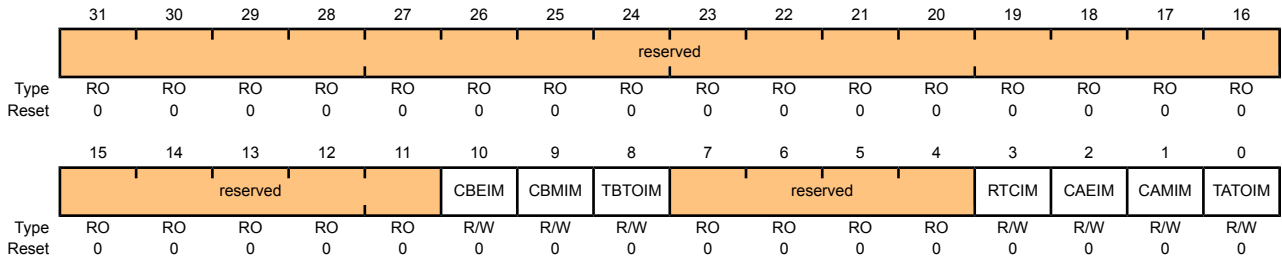 31 30 29 28 27 26 25 24 23 22 21 20 19 18 17 16
reserved
Type RO RO RO RO RO RO RO RO RO RO RO RO RO RO RO RO
Reset 0 0 0 0 0 0 0 0 0 0 0 0 0 0 0 0
15 14 13 12 11 10 9 8 7 6 5 4 3 2 1 0
reserved CBEIM CBMIM TBTOIM reserved RTCIM CAEIM CAMIM TATOIM
Type RO RO RO RO RO R/W R/W R/W RO RO RO RO R/W R/W R/W R/W
Reset 0 0 0 0 0 0 0 0 0 0 0 0 0 0 0 0